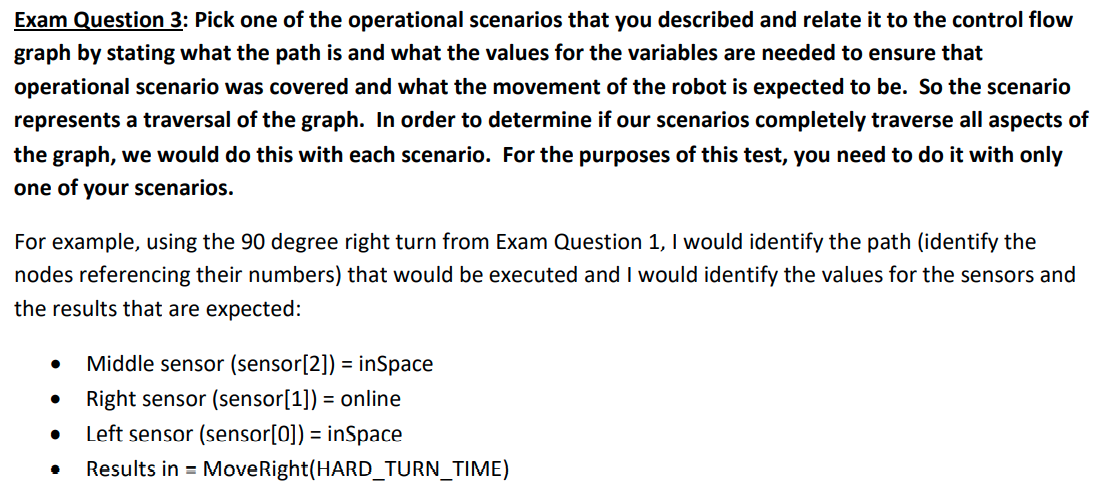 Exam Question 3: Pick one of the operational scenarios that you described and relate it to the control flow
graph by stating what the path is and what the values for the variables are needed to ensure that
operational scenario was covered and what the movement of the robot is expected to be.  So the scenario
represents a traversal of the graph.  In order to determine if our scenarios completely traverse all aspects of
the graph, we would do this with each scenario.  For the purposes of this test, you need to do it with only
one of your scenarios.
For example, using the 90 degree right turn from Exam Question 1, I would identify the path (identify the
nodes referencing their numbers) that would be executed and I would identify the values for the sensors and
the results that are expected:
• Middle sensor (sensor[2]) = inSpace
• Right sensor (sensor[1]) = online
• Left sensor (sensor[0]) = inSpace
• Results in = MoveRight(HARD_TURN_TIME)